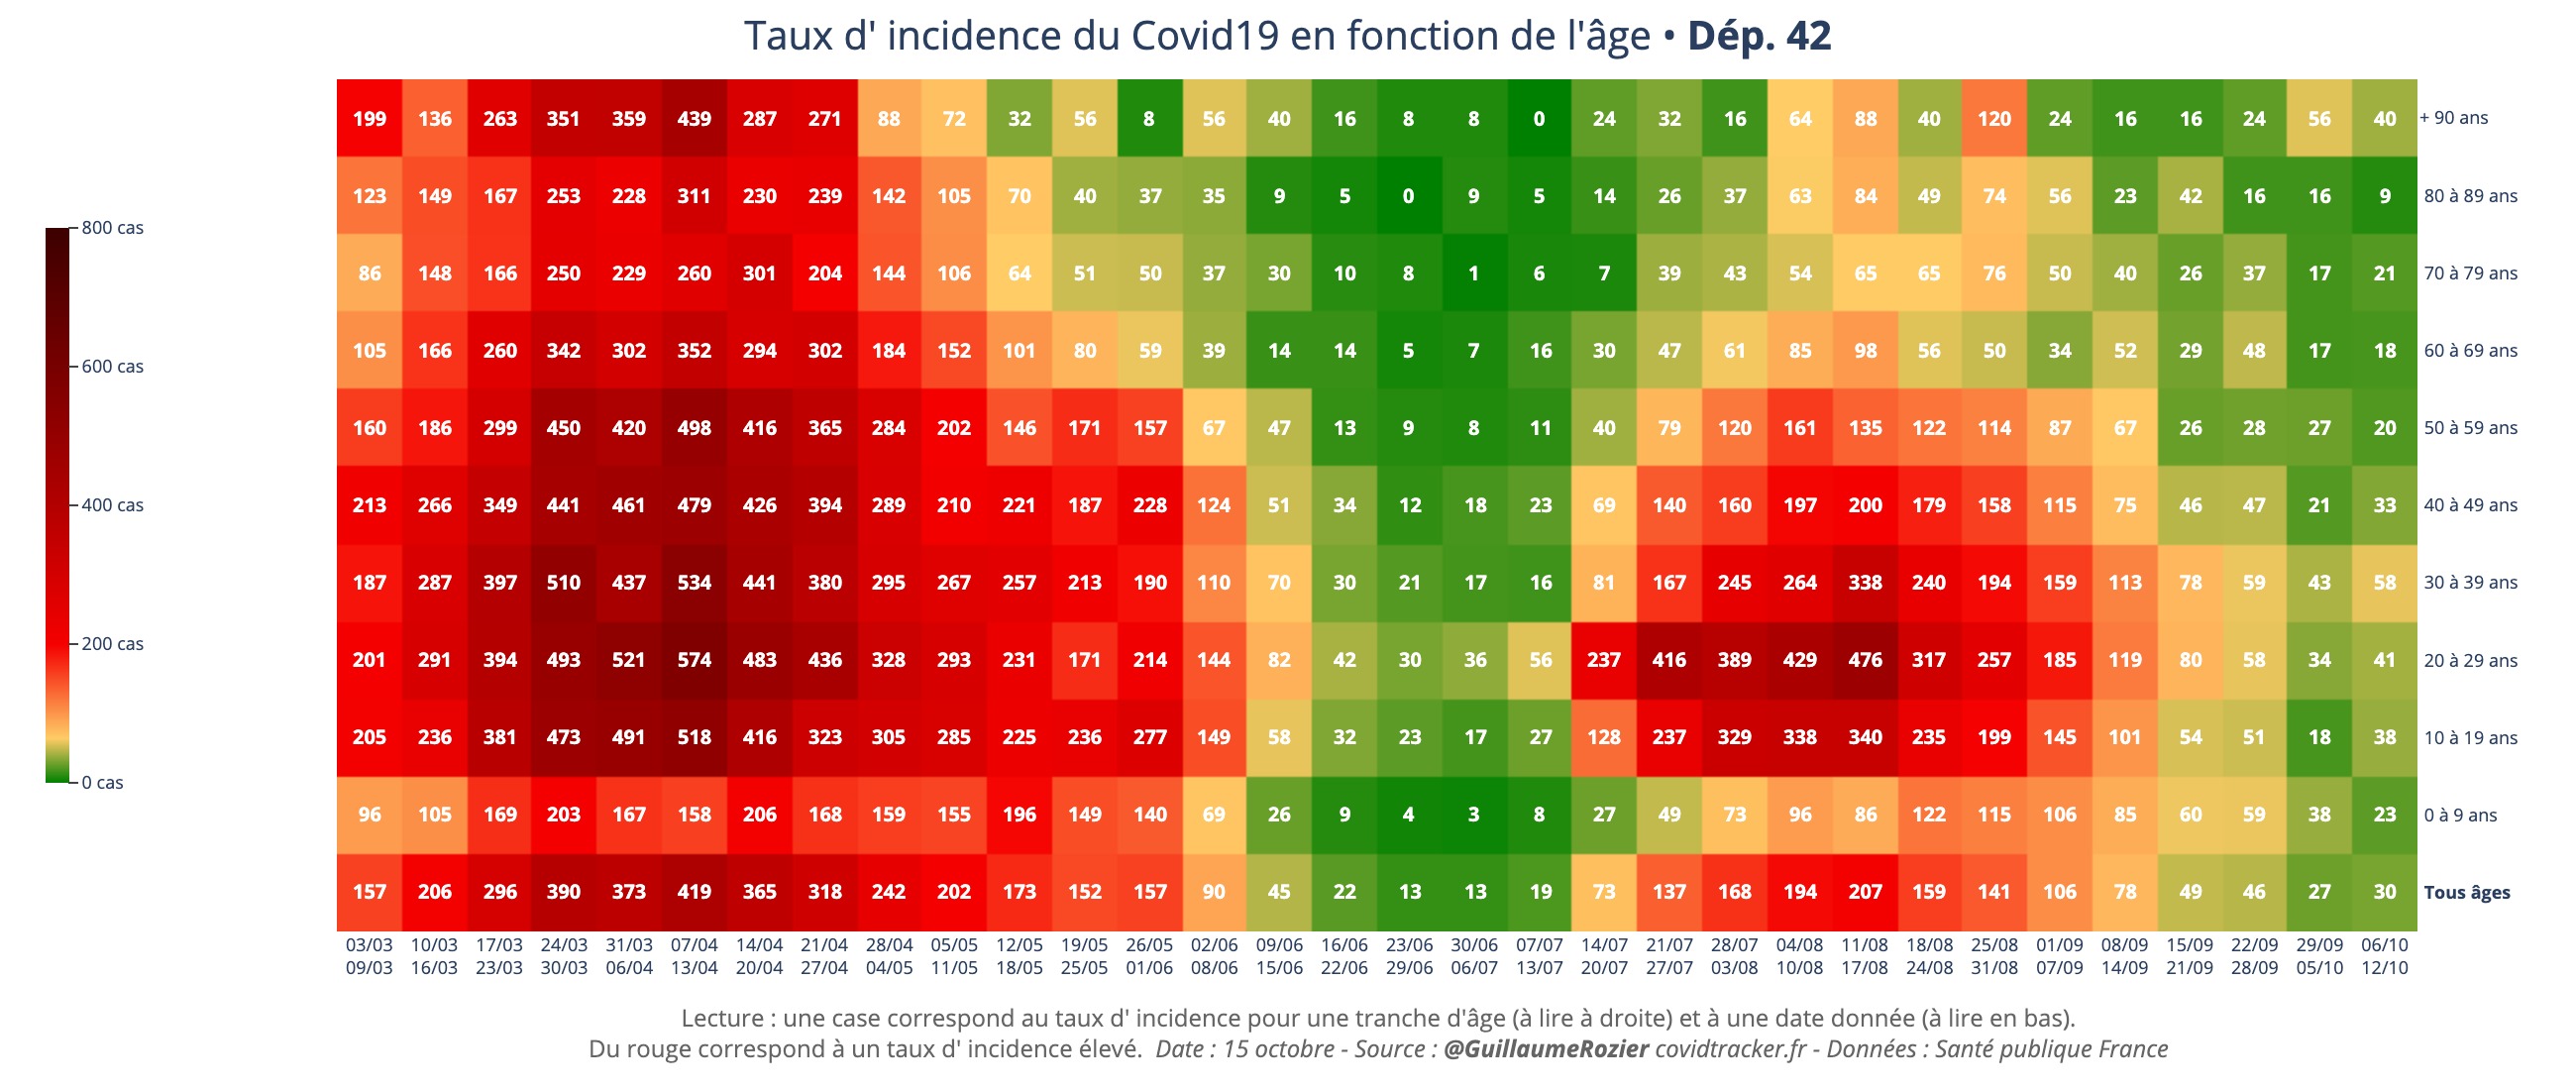 Taux d' incidence du Covid19 en fonction de l'âge • Dép. 42
800 cas
600 cas
400 cas
200 cas
0 cas
199 136 263 351 359 439 287 271 88 72 32 56 8 56 40 16 8 8 0 24 32 16 64 88 40 120 24 16 16 24 56 40 + 90 ans
123 149 167 253 228 311 230 239 142 105 70 40 37 35 9 5 0 9 5 14 26 37 63 84 49 74 56 23 42 16 16 9 80 à 89 ans
86 148 166 250 229 260 301 204 144 106 64 51 50 37 30 10 8 1 6 7 39 43 54 65 65 76 50 40 26 37 17 21 70 à 79 ans
105 166 260 342 302 352 294 302 184 152 101 80 59 39 14 14 5 7 16 30 47 61 85 98 56 50 34 52 29 48 17 18 60 à 69 ans
160 186 299 450 420 498 416 365 284 202 146 171 157 67 47 13 9 8 11 40 79 120 161 135 122 114 87 67 26 28 27 20 50 à 59 ans
213 266 349 441 461 479 426 394 289 210 221 187 228 124 51 34 12 18 23 69 140 160 197 200 179 158 115 75 46 47 21 33 40 à 49 ans
187 287 397 510 437 534 441 380 295 267 257 213 190 110 70 30 21 17 16 81 167 245 264 338 240 194 159 113 78 59 43 58 30 à 39 ans
201 291 394 493 521 574 483 436 328 293 231 171 214 144 82 42 30 36 56 237 416 389 429 476 317 257 185 119 80 58 34 41 20 à 29 ans
205 236 381 473 491 518 416 323 305 285 225 236 277 149 58 32 23 17 27 128 237 329 338 340 235 199 145 101 54 51 18 38 10 à 19 ans
96 105 169 203 167 158 206 168 159 155 196 149 140 69 26 9 4 3 8 27 49 73 96 86 122 115 106 85 60 59 38 23 0 à 9 ans
157 206 296 390 373 419 365 318 242 202 173 152 157 90 45 22 13 13 19 73 137 168 194 207 159 141 106 78 49 46 27 30 Tous âges
03/03 10/03 17/03 24/03 31/03 07/04 14/04 21/04 28/04 05/05 12/05 19/05 26/05 02/06 09/06 16/06 23/06 30/06 07/07 14/07 21/07 28/07 04/08 11/08 18/08 25/08 01/09 08/09 15/09 22/09 29/09 06/10
09/03 16/03 23/03 30/03 06/04 13/04 20/04 27/04 04/05 11/05 18/05 25/05 01/06 08/06 15/06 22/06 29/06 06/07 13/07 20/07 27/07 03/08 10/08 17/08 24/08 31/08 07/09 14/09 21/09 28/09 05/10 12/10
Lecture : une case correspond au taux d' incidence pour une tranche d'âge (à lire à droite) et à une date donnée (à lire en bas).
Du rouge correspond à un taux d' incidence élevé. Date : 15 octobre - Source : @GuillaumeRozier covidtracker.fr - Données : Santé publique France